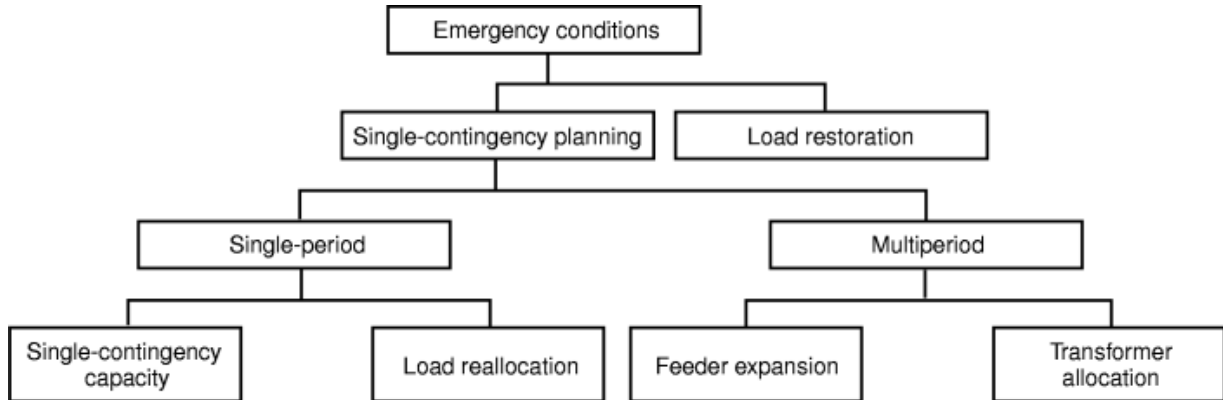 Emergency conditions
Single-contingency planning
Load restoration
Single-period
Multiperiod
Single-contingency
capacity
Load reallocation
Feeder expansion
Transformer
allocation